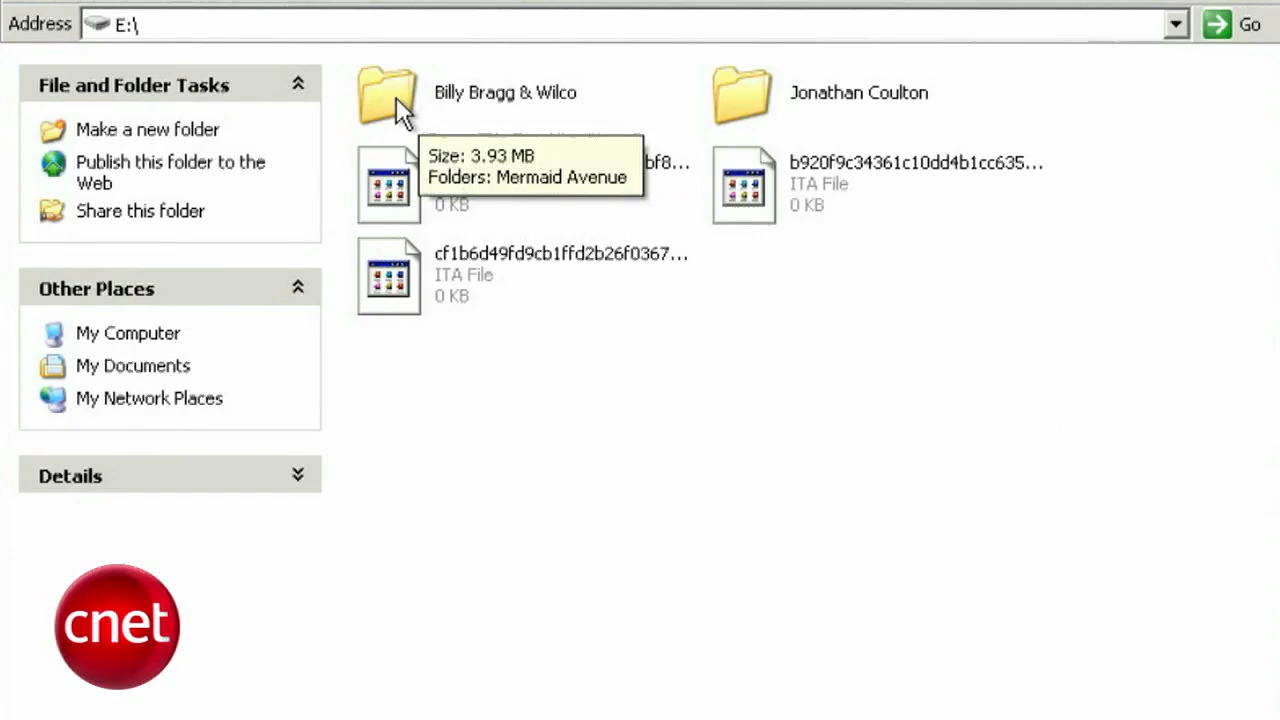 Address E:\ Go
File and Folder Tasks
Make a new folder
Publish this folder to the
Web
Share this folder
Other Places
My Computer
My Documents
My Network Places
Details
Billy Bragg & Wilco
Jonathan Coulton
Size: 3.93 MB
Folders: Mermaid Avenue
bf8...
0 KB
b920f9c34361c10dd4b1cc635...
ITA File
0 KB
cf1b6d49fd9cb1ffd2b26f0367...
ITA File
0 KB
cnet